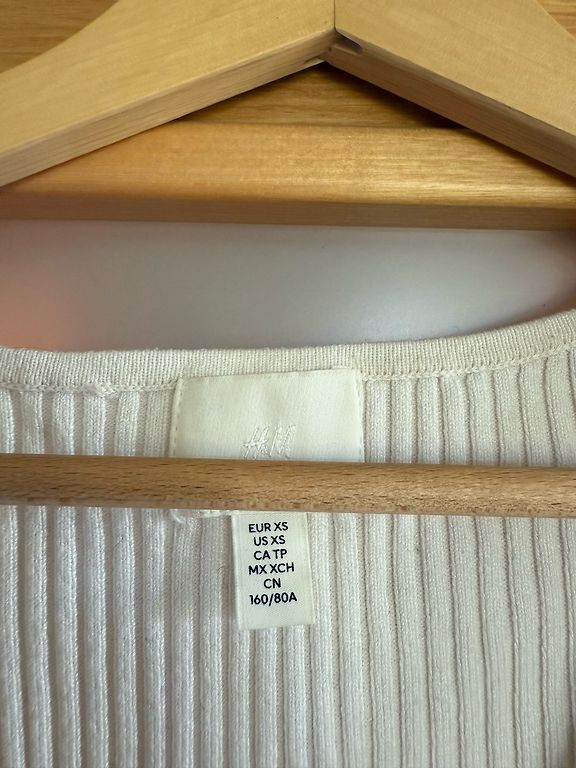 H&M
EUR XS
US XS
CA TP
MX XCH
CN
160/80A